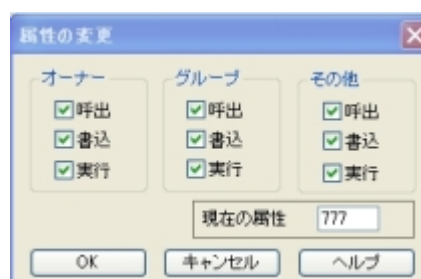 属性の変更
オーナー グループ その他
呼出 呼出 呼出
書込 書込 書込
実行 実行 実行
現在の属性 777
OK キャンセル ヘルプ